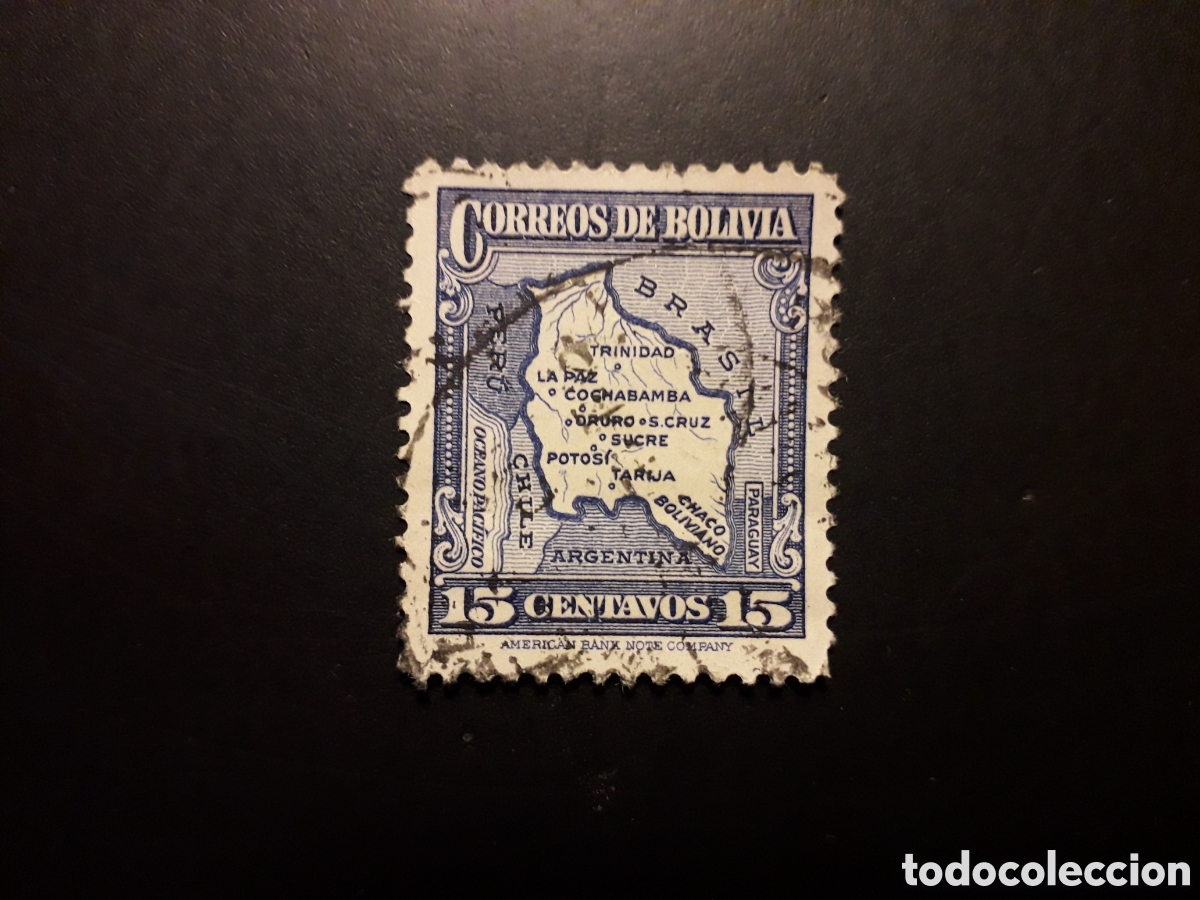 CORREOS DE BOLIVIA
BRASIL
PERÚ
TRINIDAD
LA PAZ
COCHABAMBA
ORURO S.CRUZ
SUCRE
POTOSÍ
TARIJA
OCEANO PACÍFICO
CHILE
CHACO
BOLIVIANO
PARAGUAY
ARGENTINA
15 CENTAVOS 15
AMERICAN BANK NOTE COMPANY
todocoleccion